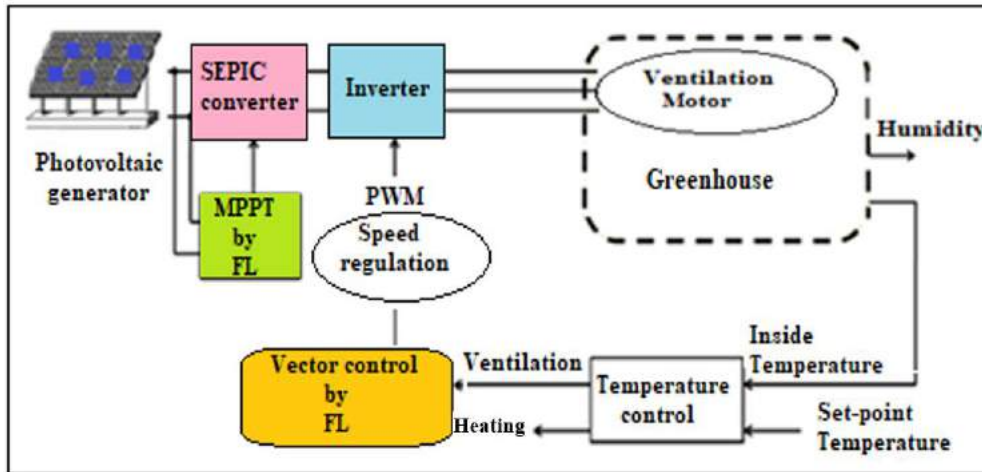 SEPIC
converter
Inverter
Ventilation
Motor
Humidity
Photovoltaic
generator
Greenhouse
MPPT
by
FL
PWM
Speed
regulation
Inside
Temperature
Vector control
by
FL
Ventilation
Heating
Temperature
control
Set-point
Temperature